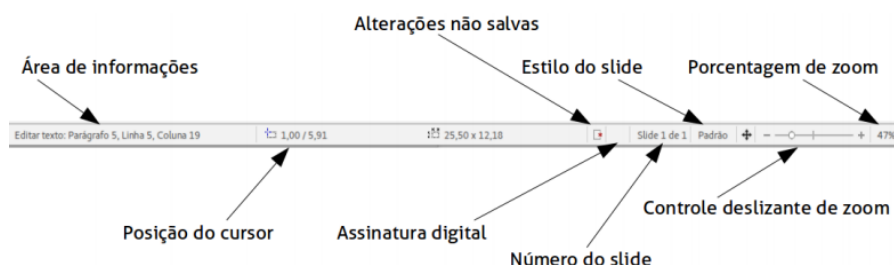 Alterações não salvas
Área de informações
Estilo do slide
Porcentagem de zoom
Editar texto: Parágrafo 5, Linha 5, Coluna 19 1,00 / 5,91 25,50 x 12,18 Slide 1 de 1 Padrão − + 47%
Posição do cursor
Assinatura digital
Controle deslizante de zoom
Número do slide